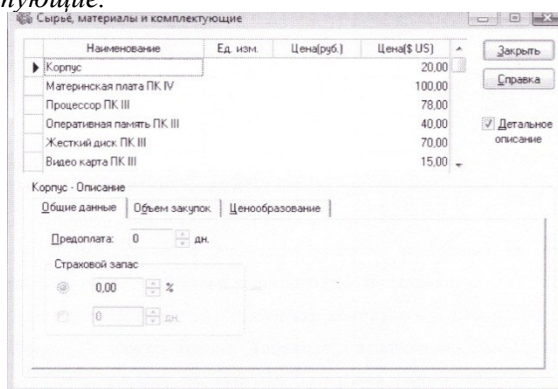 тующие.
Сырьё, материалы и комплектующие
Наименование Ед. изм. Цена(руб.) Цена($ US)
Корпус 20,00
Материнская плата ПК IV 100,00
Процессор ПК III 78,00
Оперативная память ПК III 40,00
Жесткий диск ПК III 70,00
Видео карта ПК III 15,00
Закрыть
Справка
Детальное
описание
Корпус - Описание
Общие данные Объем закупок Ценообразование
Предоплата: 0 дн.
Страховой запас
0,00 %
0 дн.